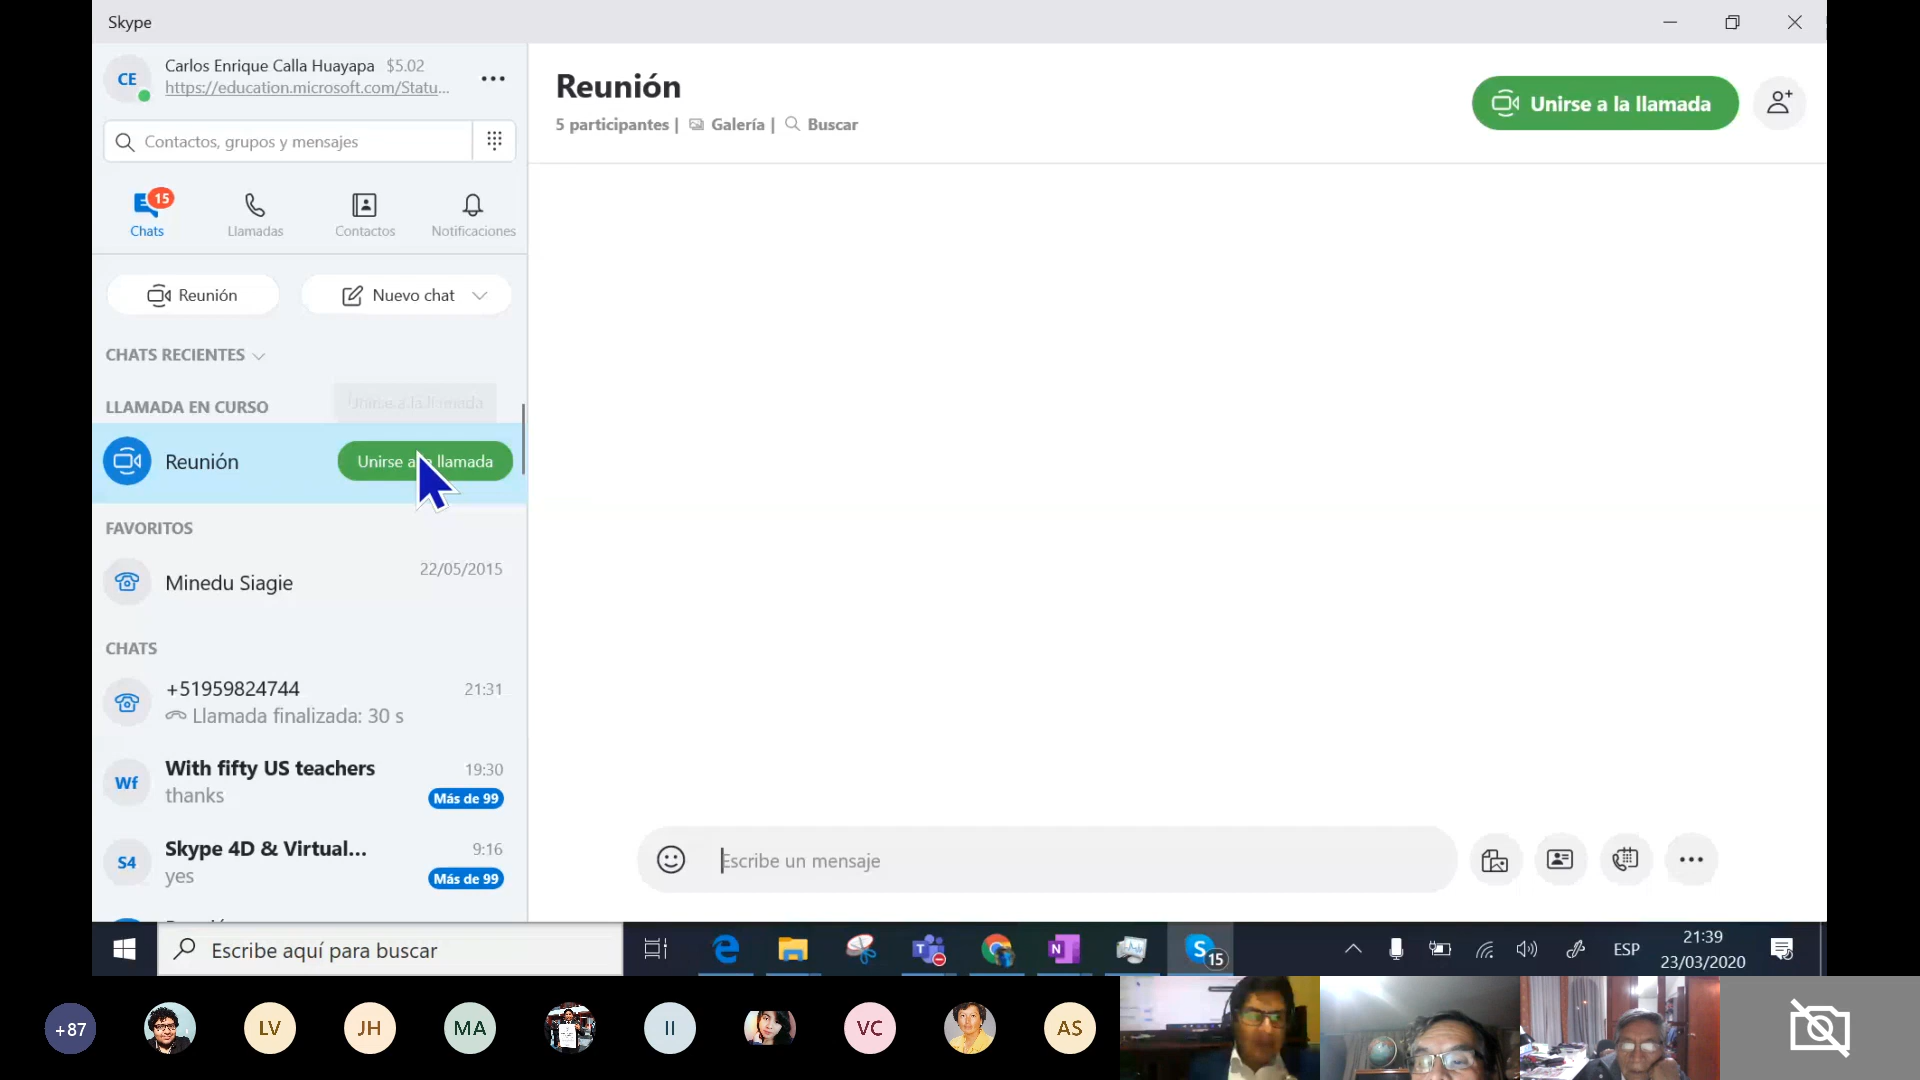 Skype
CE
Carlos Enrique Calla Huayapa $5.02
https://education.microsoft.com/Statu...
Contactos, grupos y mensajes
15
Chats
Llamadas
Contactos
Notificaciones
Reunión
Nuevo chat
CHATS RECIENTES
LLAMADA EN CURSO
Unirse a la llamada
Reunión
Unirse a la llamada
FAVORITOS
Minedu Siagie
22/05/2015
CHATS
+51959824744
21:31
Llamada finalizada: 30 s
Wf
With fifty US teachers
19:30
thanks
Más de 99
S4
Skype 4D & Virtual...
9:16
yes
Más de 99
Reunión
5 participantes | Galería | Buscar
Unirse a la llamada
Escribe un mensaje
Escribe aquí para buscar
15
ESP
21:39
23/03/2020
+87
LV
JH
MA
II
VC
AS